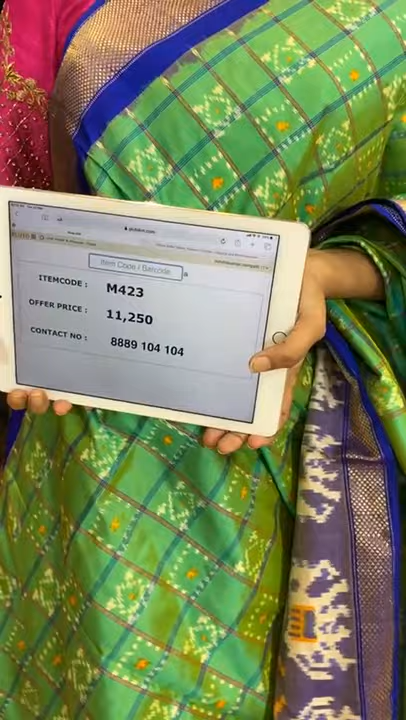 Item Code / Barcode
ITEMCODE : M423
OFFER PRICE : 11,250
CONTACT NO : 8889 104 104